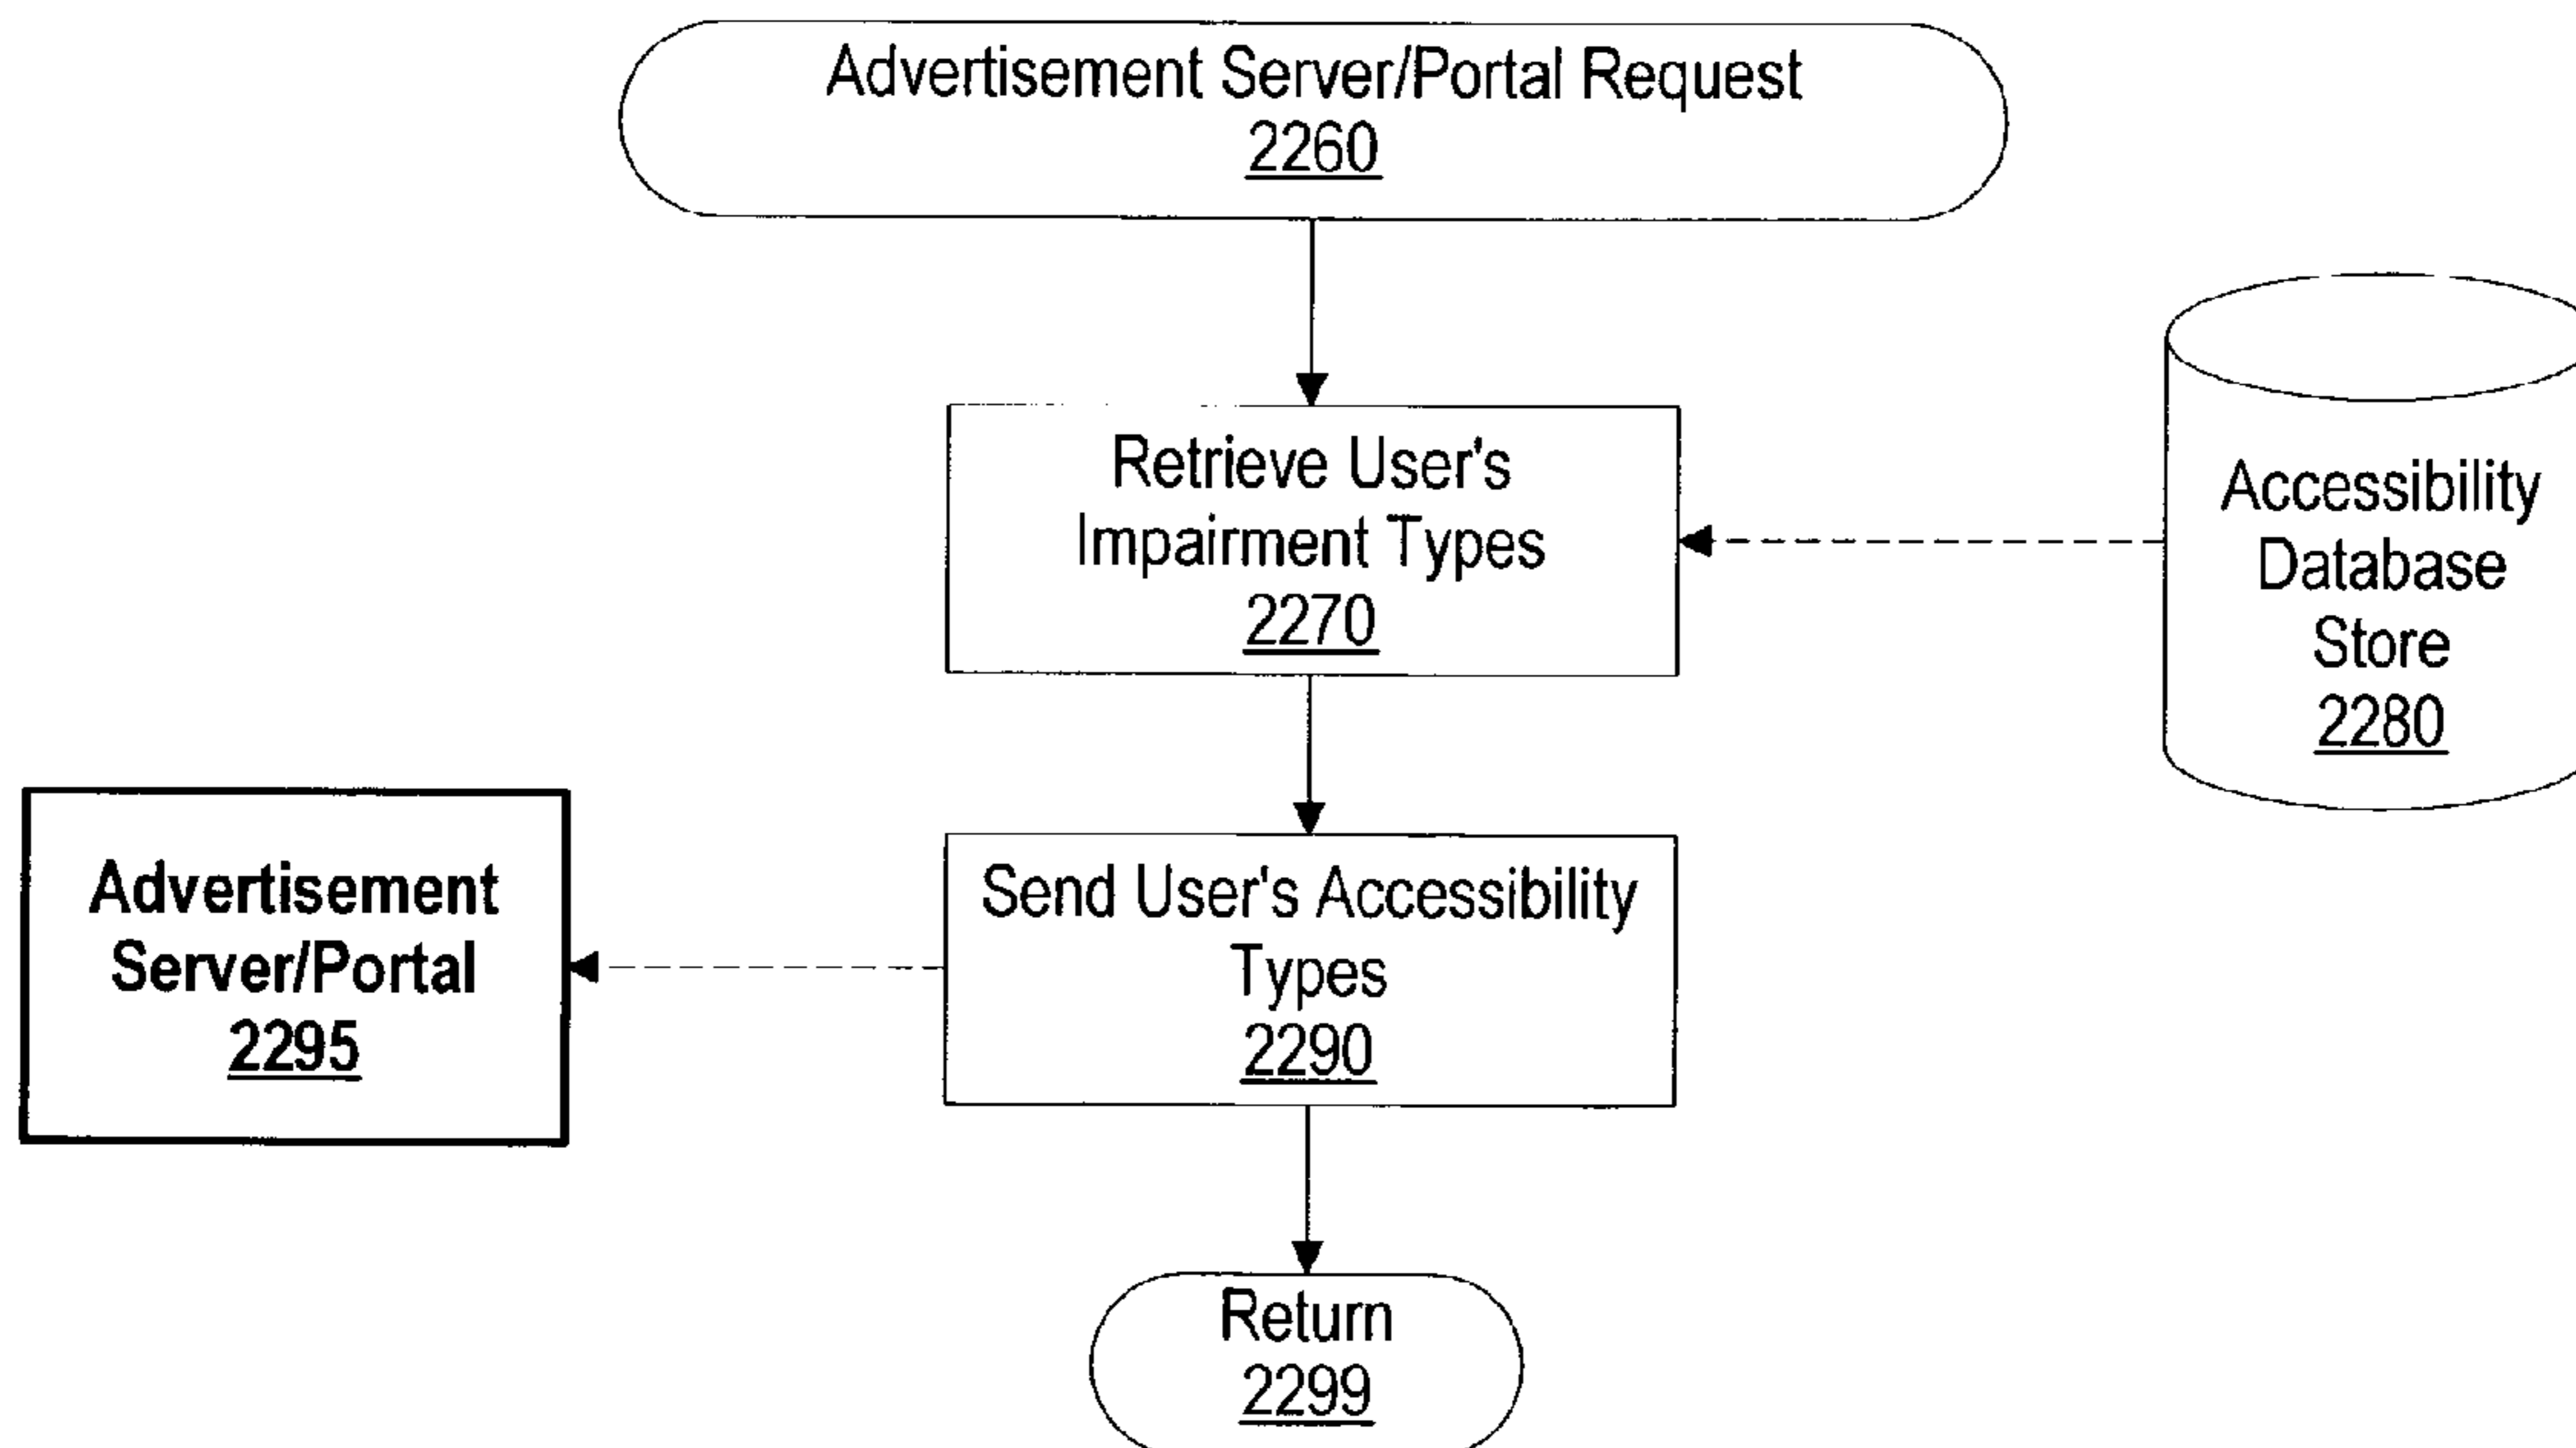 Advertisement Server/Portal Request
2260
Retrieve User's
Impairment Types
2270
Accessibility
Database
Store
2280
Advertisement
Server/Portal
2295
Send User's Accessibility
Types
2290
Return
2299